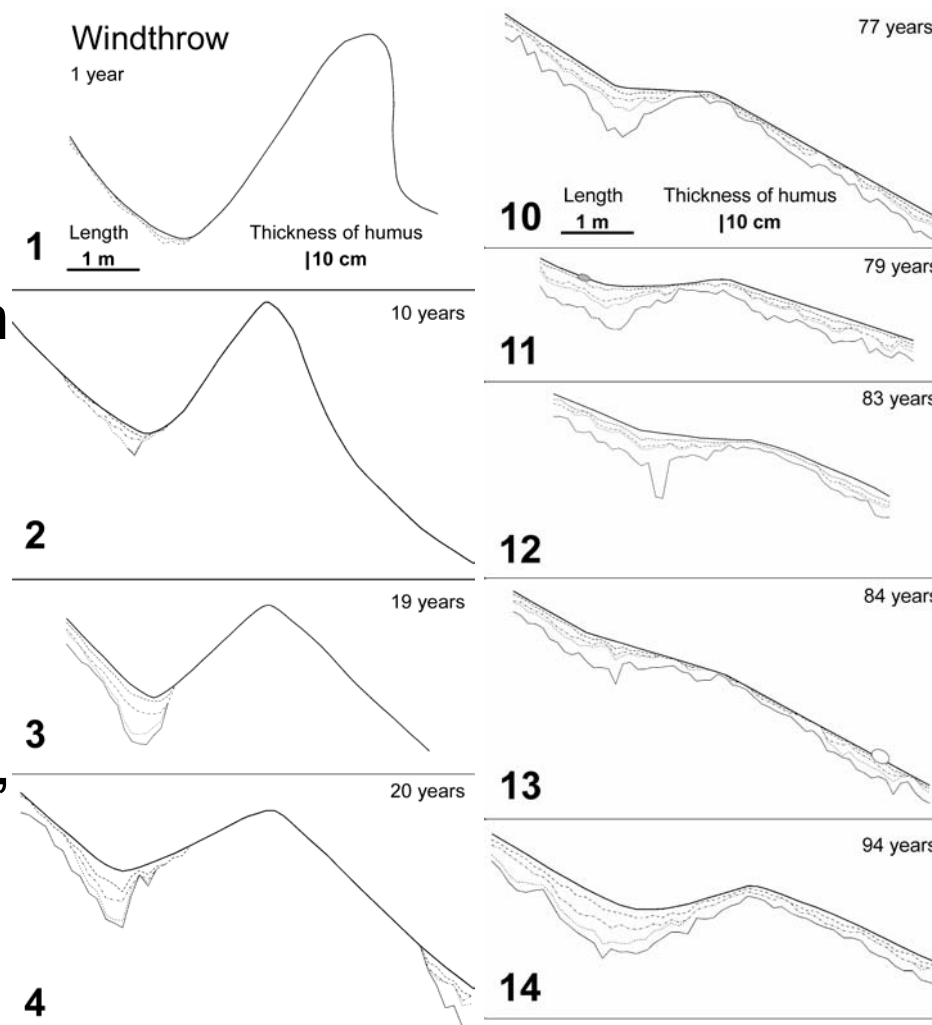 Windthrow
1 year
1
Length
1 m
Thickness of humus
10 cm
10 years
2
19 years
3
20 years
4
77 years
10
Length
1 m
Thickness of humus
10 cm
79 years
11
83 years
12
84 years
13
94 years
14